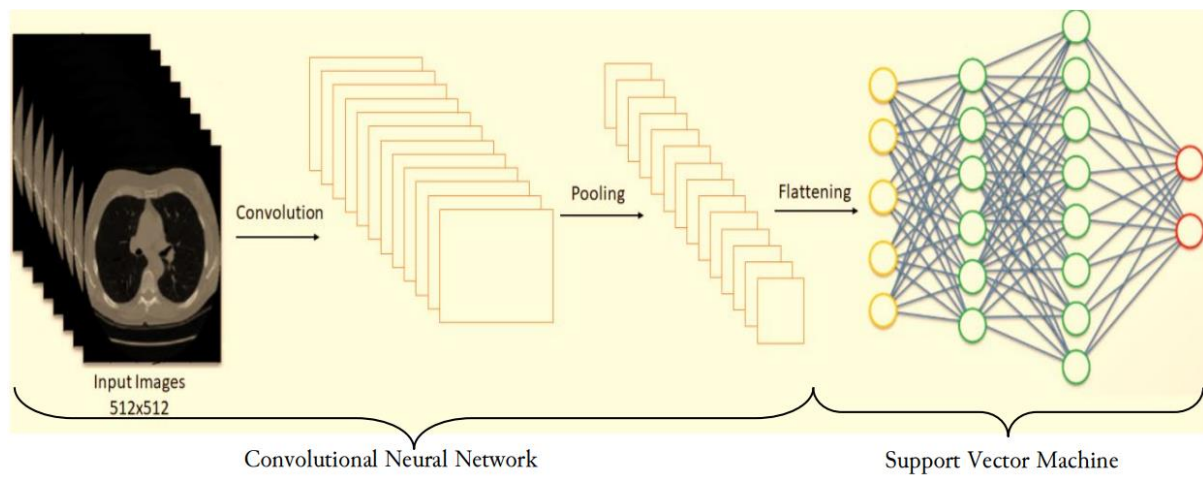 Input Images
512x512
Convolution
Pooling
Flattening
Convolutional Neural Network
Support Vector Machine